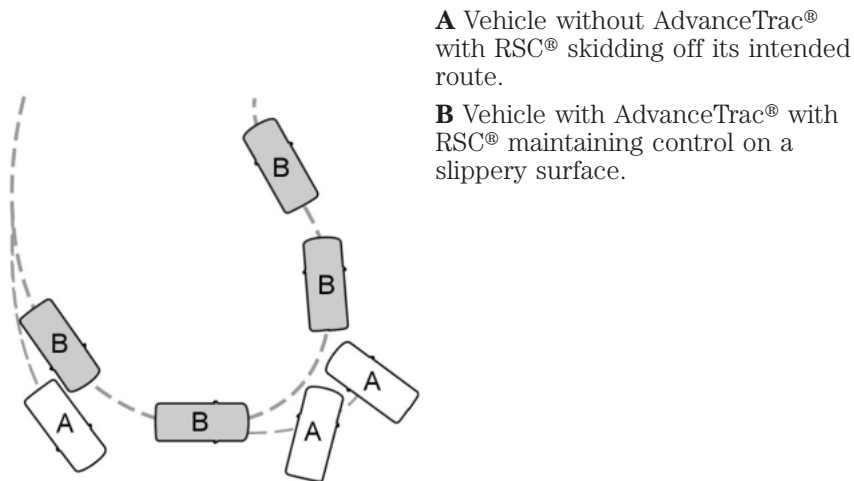 A Vehicle without AdvanceTrac®
with RSC® skidding off its intended
route.
B Vehicle with AdvanceTrac® with
RSC® maintaining control on a
slippery surface.
B
B
B
A
B
A
A